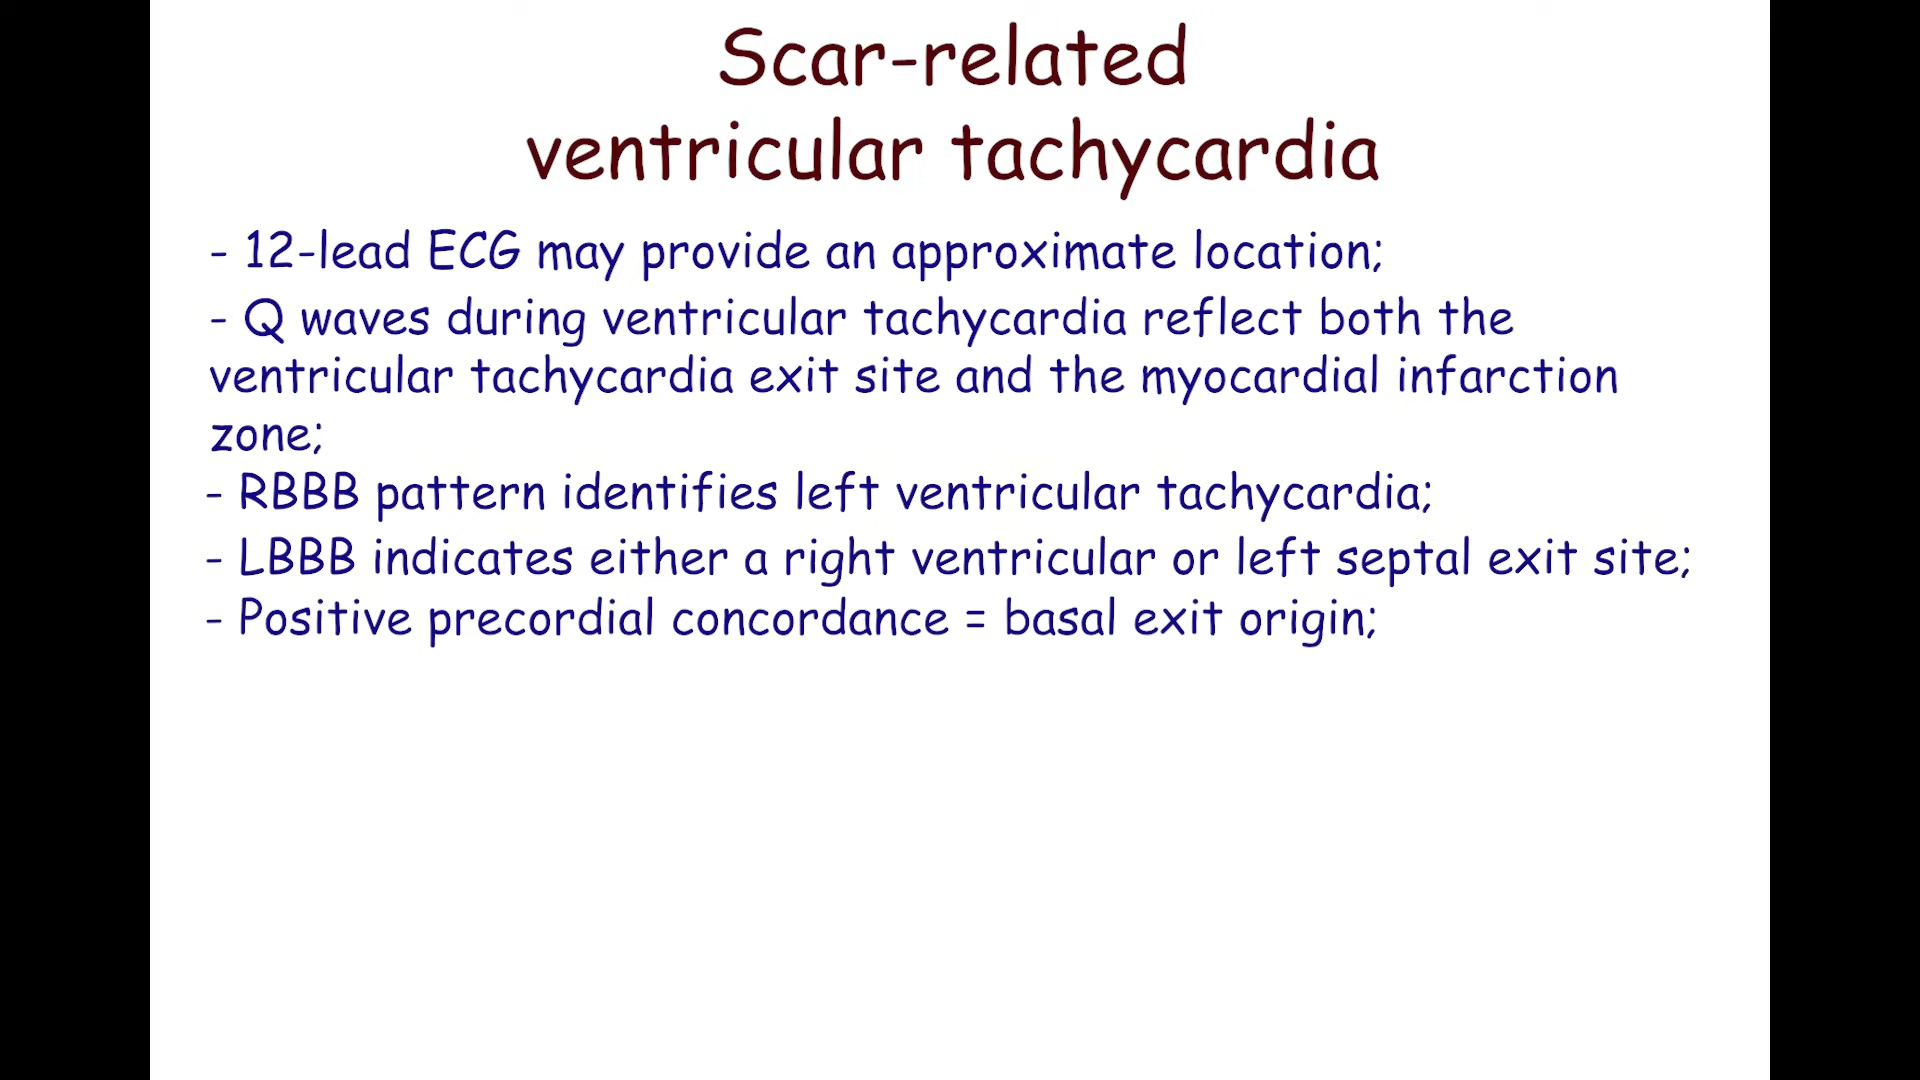 Scar-related
ventricular tachycardia
- 12-lead ECG may provide an approximate location;
- Q waves during ventricular tachycardia reflect both the
ventricular tachycardia exit site and the myocardial infarction
zone;
- RBBB pattern identifies left ventricular tachycardia;
- LBBB indicates either a right ventricular or left septal exit site;
- Positive precordial concordance = basal exit origin;